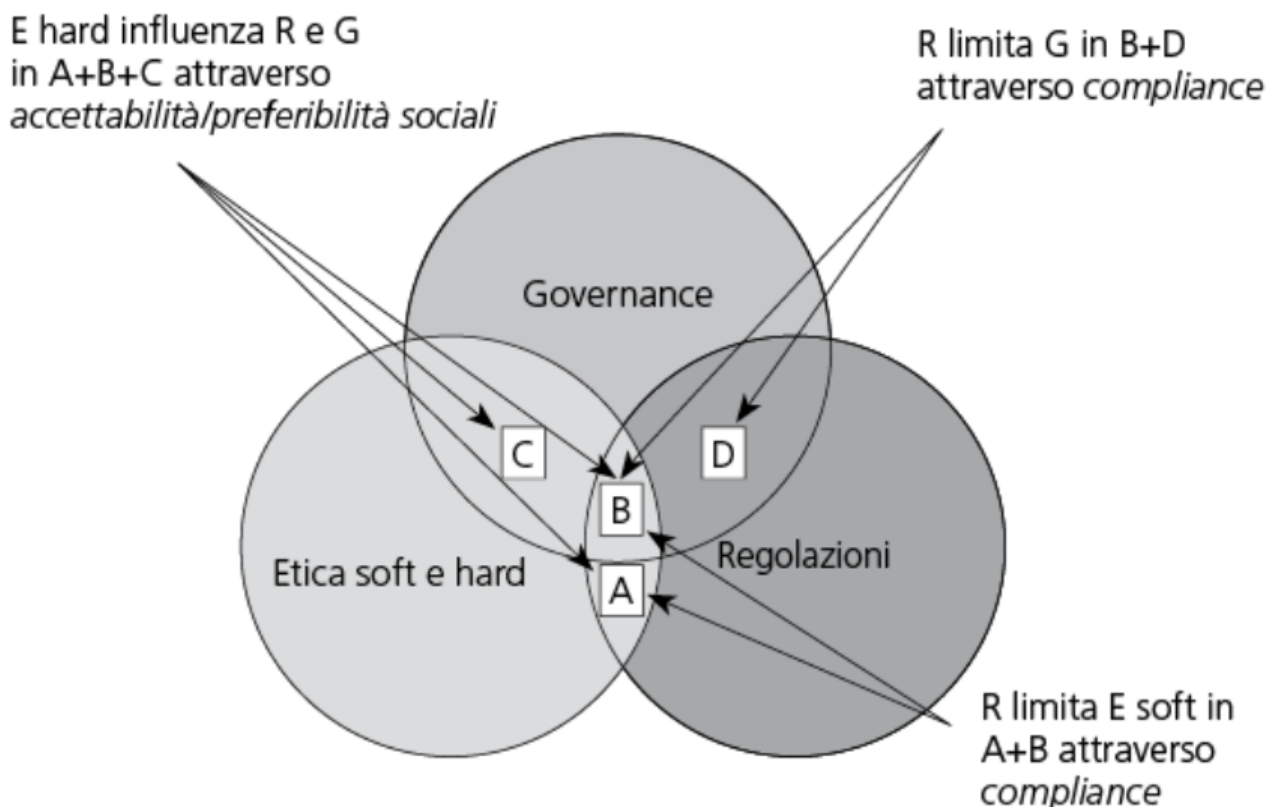 E hard influenza R e G
in A+B+C attraverso
accettabilità/preferibilità sociali
R limita G in B+D
attraverso compliance
Governance
C
D
B
Etica soft e hard
Regolazioni
A
R limita E soft in
A+B attraverso
compliance